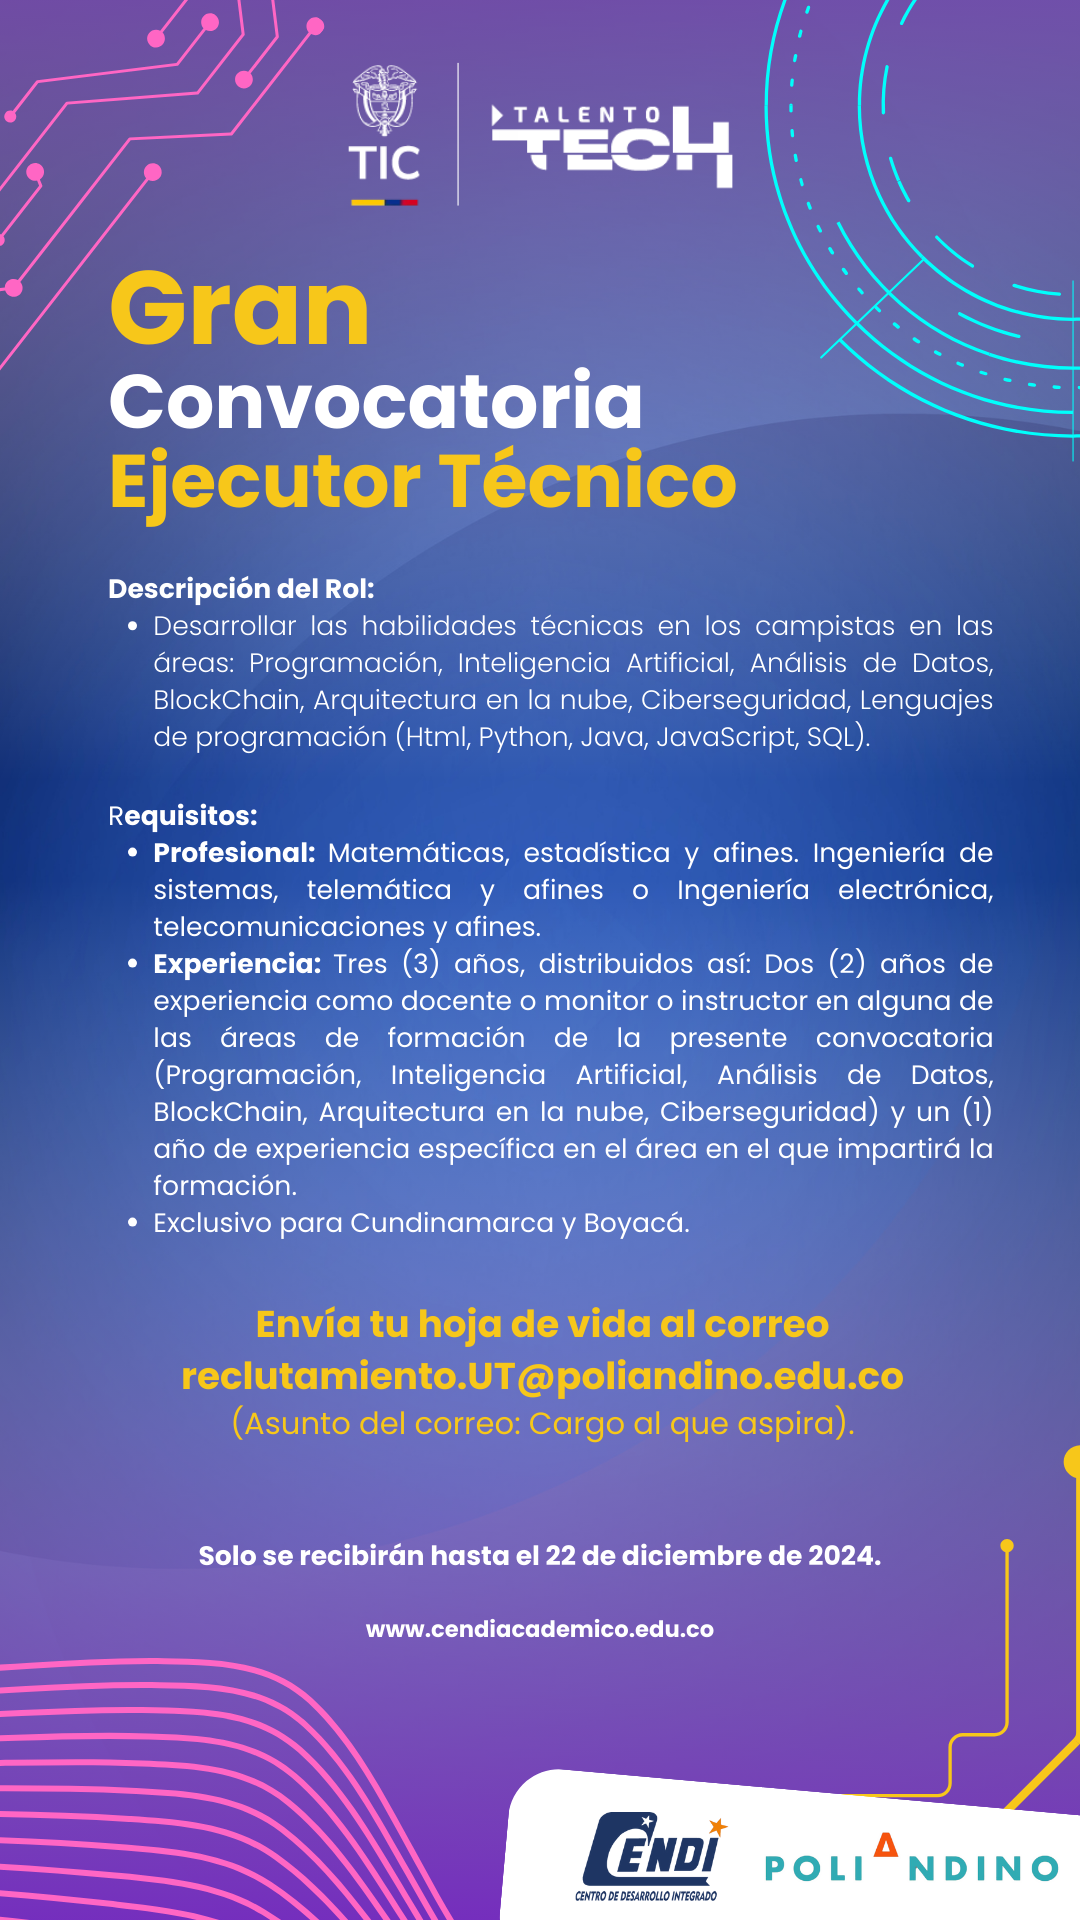 TIC
TALENTO
TECH
Gran
Convocatoria
Ejecutor Técnico
Descripción del Rol:
• Desarrollar las habilidades técnicas en los campistas en las
áreas: Programación, Inteligencia Artificial, Análisis de Datos,
BlockChain, Arquitectura en la nube, Ciberseguridad, Lenguajes
de programación (Html, Python, Java, JavaScript, SQL).
Requisitos:
• Profesional: Matemáticas, estadística y afines. Ingeniería de
sistemas, telemática y afines o Ingeniería electrónica,
telecomunicaciones y afines.
• Experiencia: Tres (3) años, distribuidos así: Dos (2) años de
experiencia como docente o monitor o instructor en alguna de
las áreas de formación de la presente convocatoria
(Programación, Inteligencia Artificial, Análisis de Datos,
BlockChain, Arquitectura en la nube, Ciberseguridad) y un (1)
año de experiencia específica en el área en el que impartirá la
formación.
• Exclusivo para Cundinamarca y Boyacá.
Envía tu hoja de vida al correo
reclutamiento.UT@poliandino.edu.co
(Asunto del correo: Cargo al que aspira).
Solo se recibirán hasta el 22 de diciembre de 2024.
www.cendiacademico.edu.co
CENDI
CENTRO DE DESARROLLO INTEGRADO
POLIANDINO